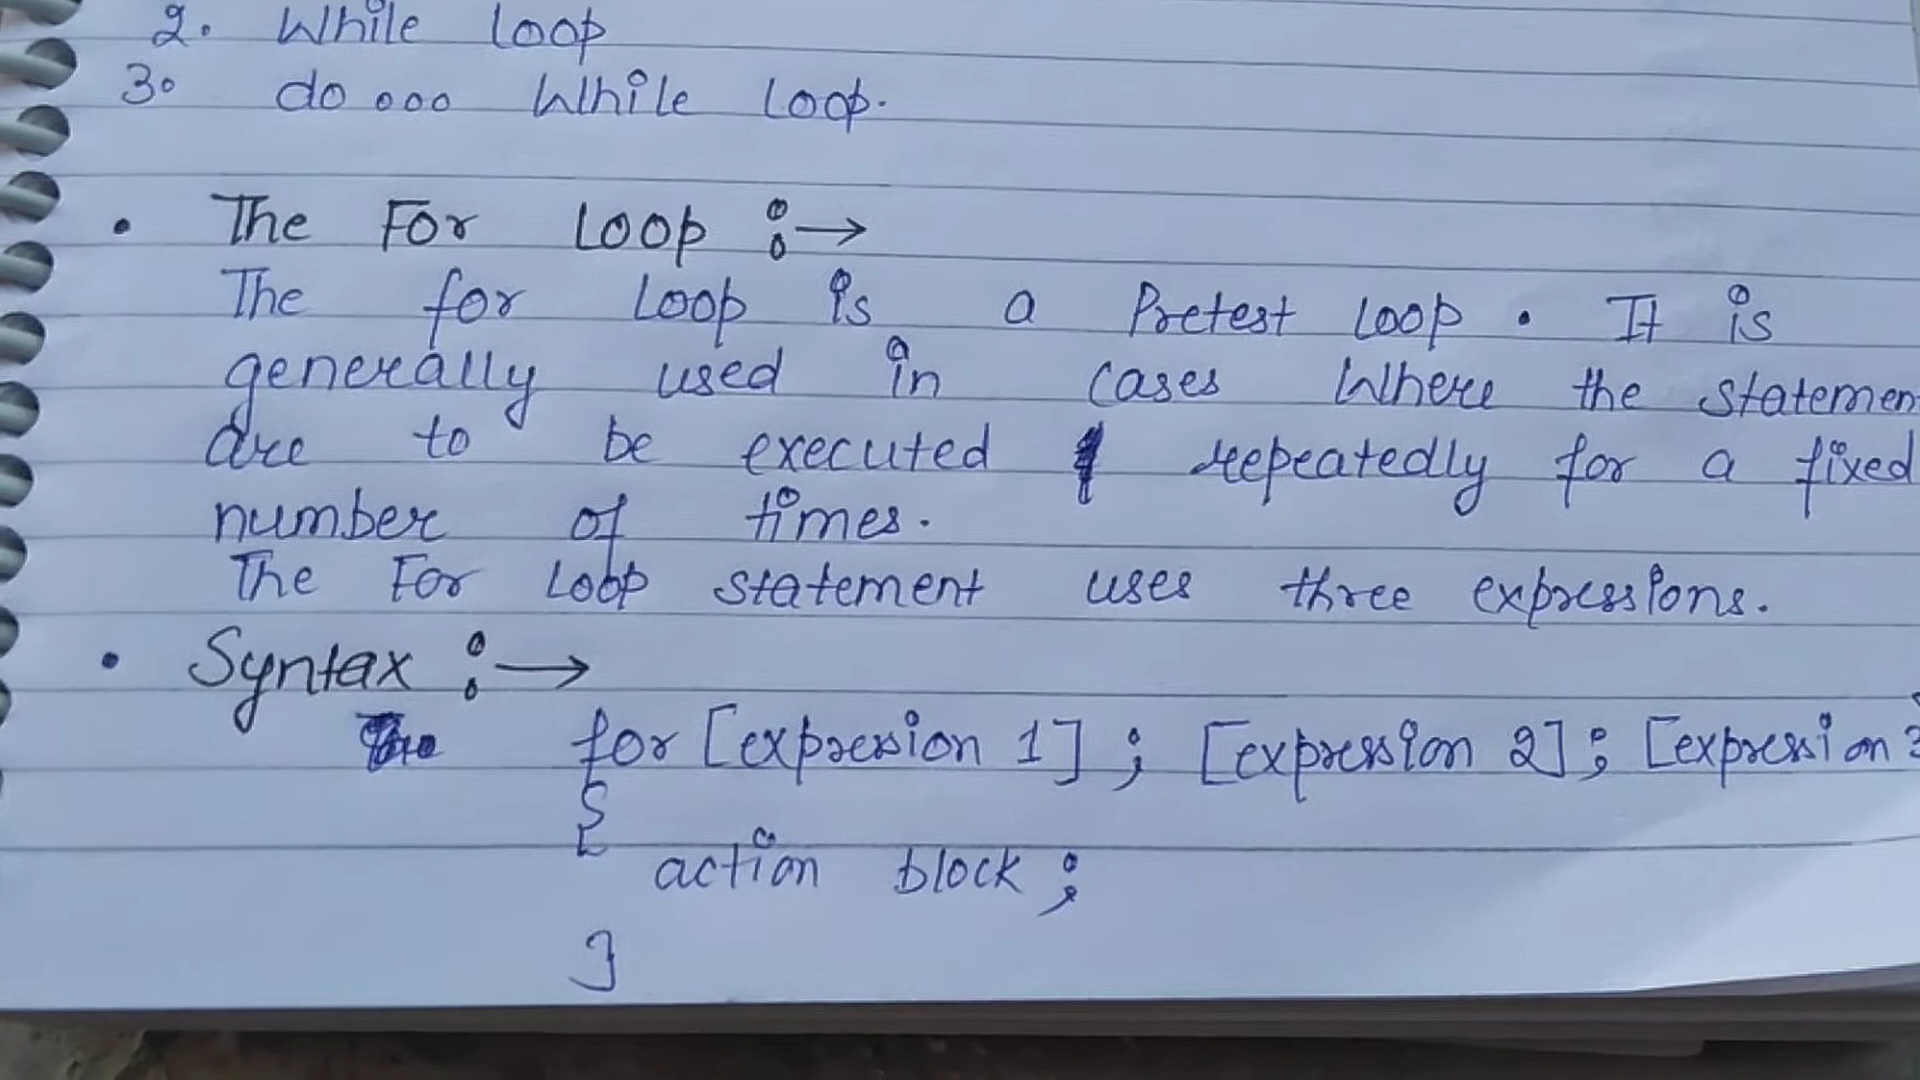 2. While loop
3. do ... While loop.
• The For Loop :→
The for loop is a Pretest loop. It is
generally used in cases Where the statemen
are to be executed repeatedly for a fixed
number of times.
The For Loop statement uses three expressions.
• Syntax :→
for [expression 1] ; [expression 2] ; [expression 3
{
action block ;
}